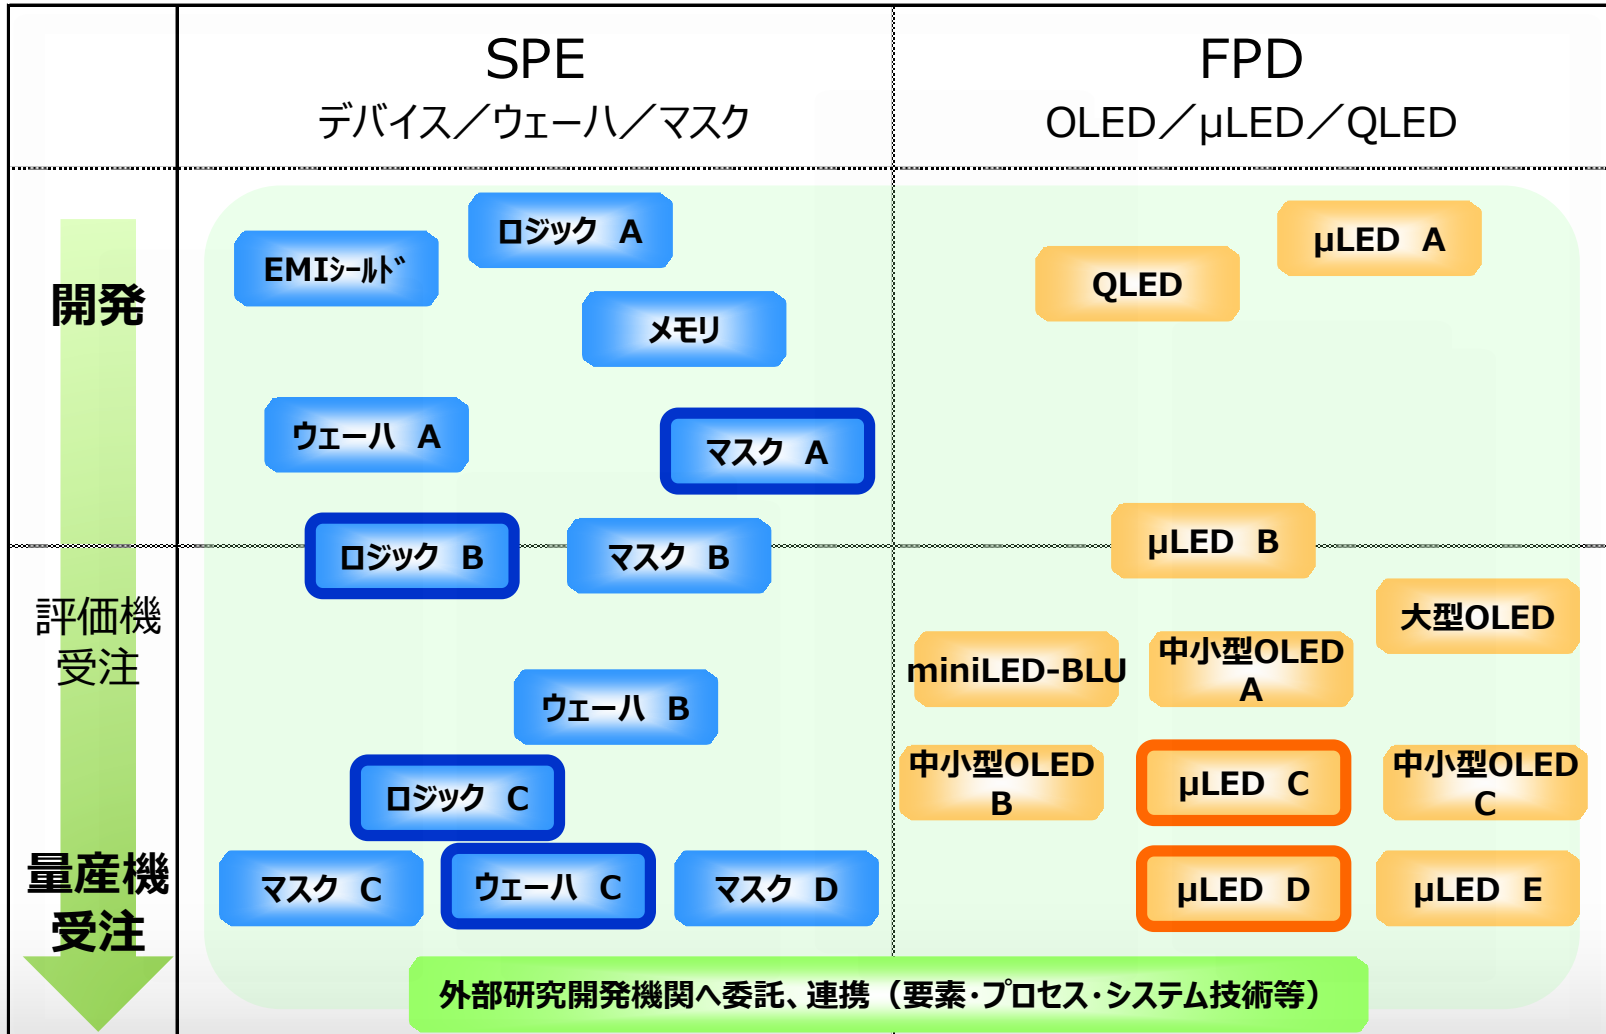 SPE
デバイス／ウェーハ／マスク
FPD
OLED／μLED／QLED
開発
ロジック A
EMIシールド
メモリ
ウェーハ A
マスク A
QLED
μLED A
ロジック B
マスク B
μLED B
評価機
受注
大型OLED
miniLED-BLU
中小型OLED
A
ウェーハ B
ロジック C
中小型OLED
B
μLED C
中小型OLED
C
量産機
受注
マスク C
ウェーハ C
マスク D
μLED D
μLED E
外部研究開発機関へ委託、連携（要素・プロセス・システム技術等）